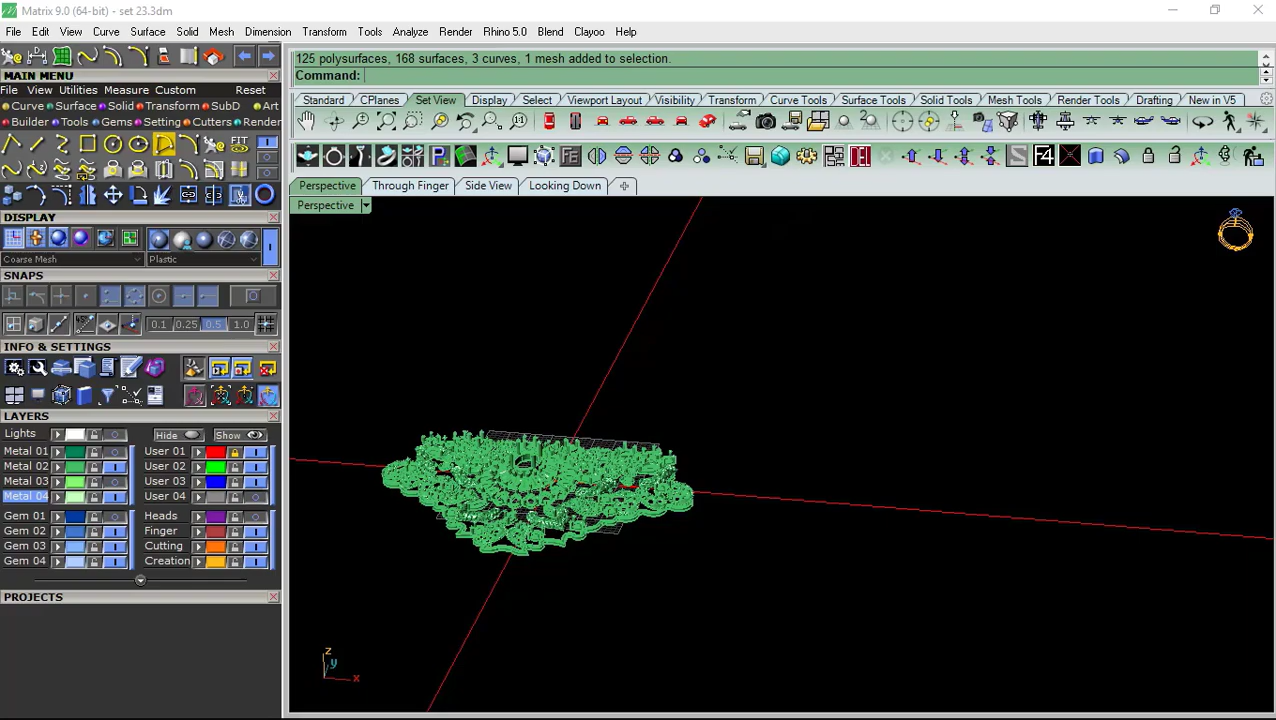 Matrix 9.0 (64-bit) - set 23.3dm
File Edit View Curve Surface Solid Mesh Dimension Transform Tools Analyze Render Rhino 5.0 Blend Clayoo Help
125 polysurfaces, 168 surfaces, 3 curves, 1 mesh added to selection.
Command:
MAIN MENU
File View Utilities Measure Custom Reset
Curve Surface Solid Transform SubD Art
Builder Tools Gems Setting Cutters Render
Standard CPlanes Set View Display Select Viewport Layout Visibility Transform Curve Tools Surface Tools Solid Tools Mesh Tools Render Tools Drafting New in V5
1:1
F4
Perspective Through Finger Side View Looking Down
Perspective
DISPLAY
Coarse Mesh Plastic
SNAPS
0.1 0.25 0.5 1.0
INFO & SETTINGS
LAYERS
Lights Hide Show
Metal 01 User 01
Metal 02 User 02
Metal 03 User 03
Metal 04 User 04
Gem 01 Heads
Gem 02 Finger
Gem 03 Cutting
Gem 04 Creation
PROJECTS
z
y
x